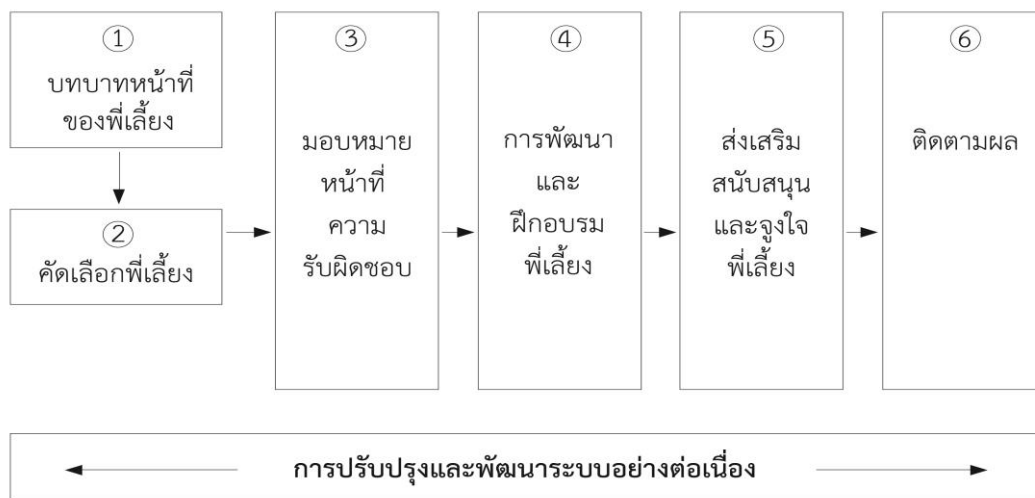 ①
บทบาทหน้าที่
ของพี่เลี้ยง
②
คัดเลือกพี่เลี้ยง
③
มอบหมาย
หน้าที่
ความ
รับผิดชอบ
④
การพัฒนา
และ
ฝึกอบรม
พี่เลี้ยง
⑤
ส่งเสริม
สนับสนุน
และจูงใจ
พี่เลี้ยง
⑥
ติดตามผล
การปรับปรุงและพัฒนาระบบอย่างต่อเนื่อง